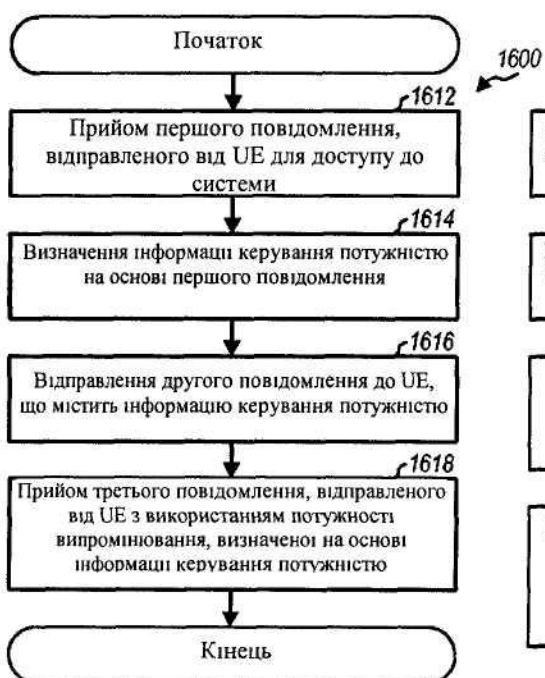 Початок
1600
1612
Прийом першого повідомлення,
відправленого від UE для доступу до
системи
1614
Визначення інформації керування потужністю
на основі першого повідомлення
1616
Відправлення другого повідомлення до UE,
що містить інформацію керування потужністю
1618
Прийом третього повідомлення, відправленого
від UE з використанням потужності
випромінювання, визначеної на основі
інформації керування потужністю
Кінець